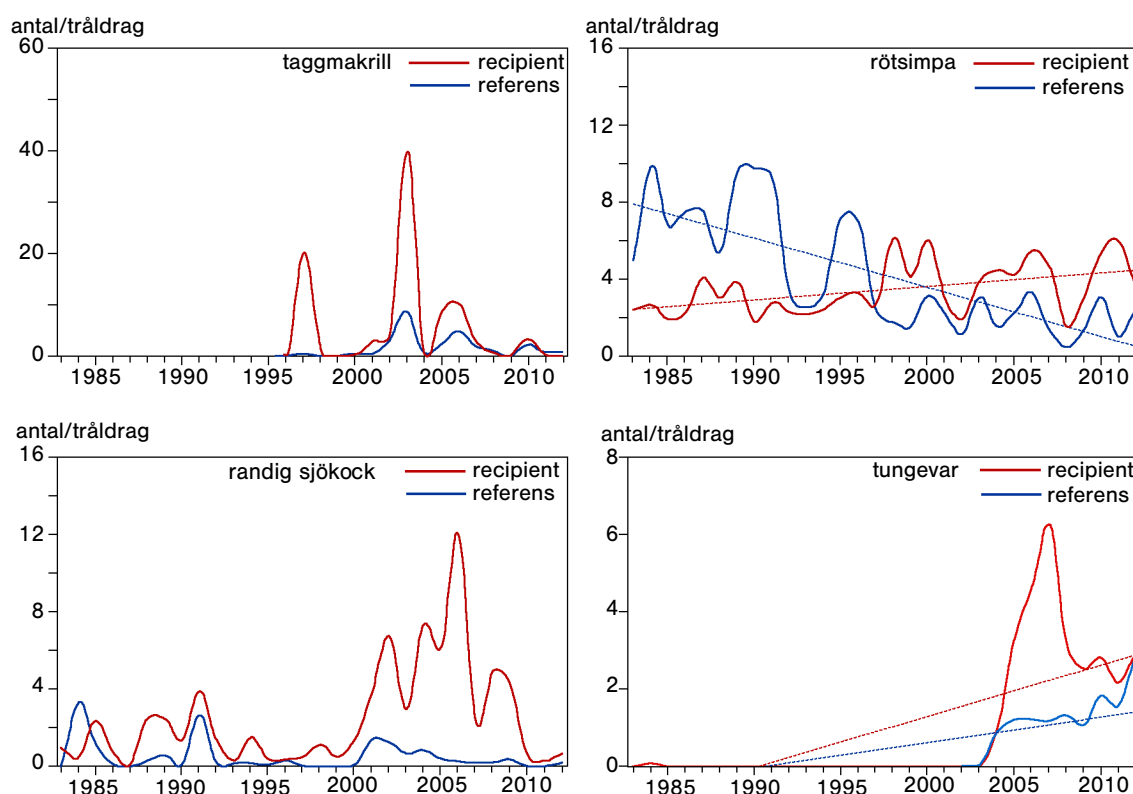 antal/tråldrag
60
taggmakrill
recipient
referens
40
20
0
1985 1990 1995 2000 2005 2010
antal/tråldrag
16
rötsimpa
recipient
referens
12
8
4
0
1985 1990 1995 2000 2005 2010
antal/tråldrag
16
randig sjökock
recipient
referens
12
8
4
0
1985 1990 1995 2000 2005 2010
antal/tråldrag
8
tungevar
recipient
referens
6
4
2
0
1985 1990 1995 2000 2005 2010